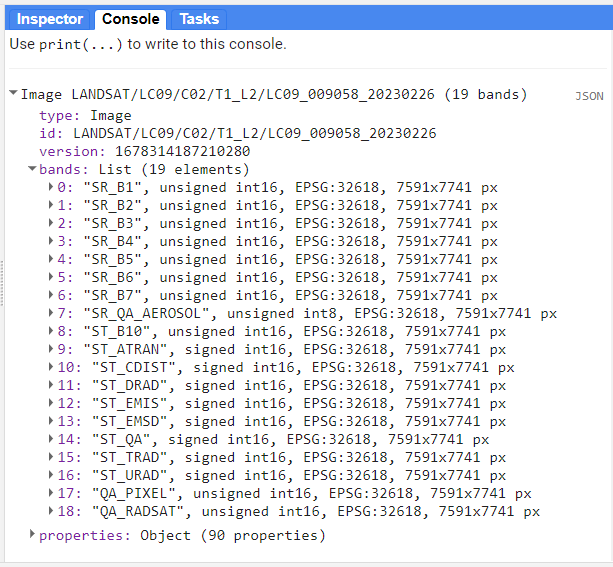 Inspector Console Tasks
Use print(...) to write to this console.
Image LANDSAT/LC09/C02/T1_L2/LC09_009058_20230226 (19 bands) JSON
type: Image
id: LANDSAT/LC09/C02/T1_L2/LC09_009058_20230226
version: 1678314187210280
bands: List (19 elements)
0: "SR_B1", unsigned int16, EPSG:32618, 7591x7741 px
1: "SR_B2", unsigned int16, EPSG:32618, 7591x7741 px
2: "SR_B3", unsigned int16, EPSG:32618, 7591x7741 px
3: "SR_B4", unsigned int16, EPSG:32618, 7591x7741 px
4: "SR_B5", unsigned int16, EPSG:32618, 7591x7741 px
5: "SR_B6", unsigned int16, EPSG:32618, 7591x7741 px
6: "SR_B7", unsigned int16, EPSG:32618, 7591x7741 px
7: "SR_QA_AEROSOL", unsigned int8, EPSG:32618, 7591x7741 px
8: "ST_B10", unsigned int16, EPSG:32618, 7591x7741 px
9: "ST_ATRAN", signed int16, EPSG:32618, 7591x7741 px
10: "ST_CDIST", signed int16, EPSG:32618, 7591x7741 px
11: "ST_DRAD", signed int16, EPSG:32618, 7591x7741 px
12: "ST_EMIS", signed int16, EPSG:32618, 7591x7741 px
13: "ST_EMSD", signed int16, EPSG:32618, 7591x7741 px
14: "ST_QA", signed int16, EPSG:32618, 7591x7741 px
15: "ST_TRAD", signed int16, EPSG:32618, 7591x7741 px
16: "ST_URAD", signed int16, EPSG:32618, 7591x7741 px
17: "QA_PIXEL", unsigned int16, EPSG:32618, 7591x7741 px
18: "QA_RADSAT", unsigned int16, EPSG:32618, 7591x7741 px
properties: Object (90 properties)